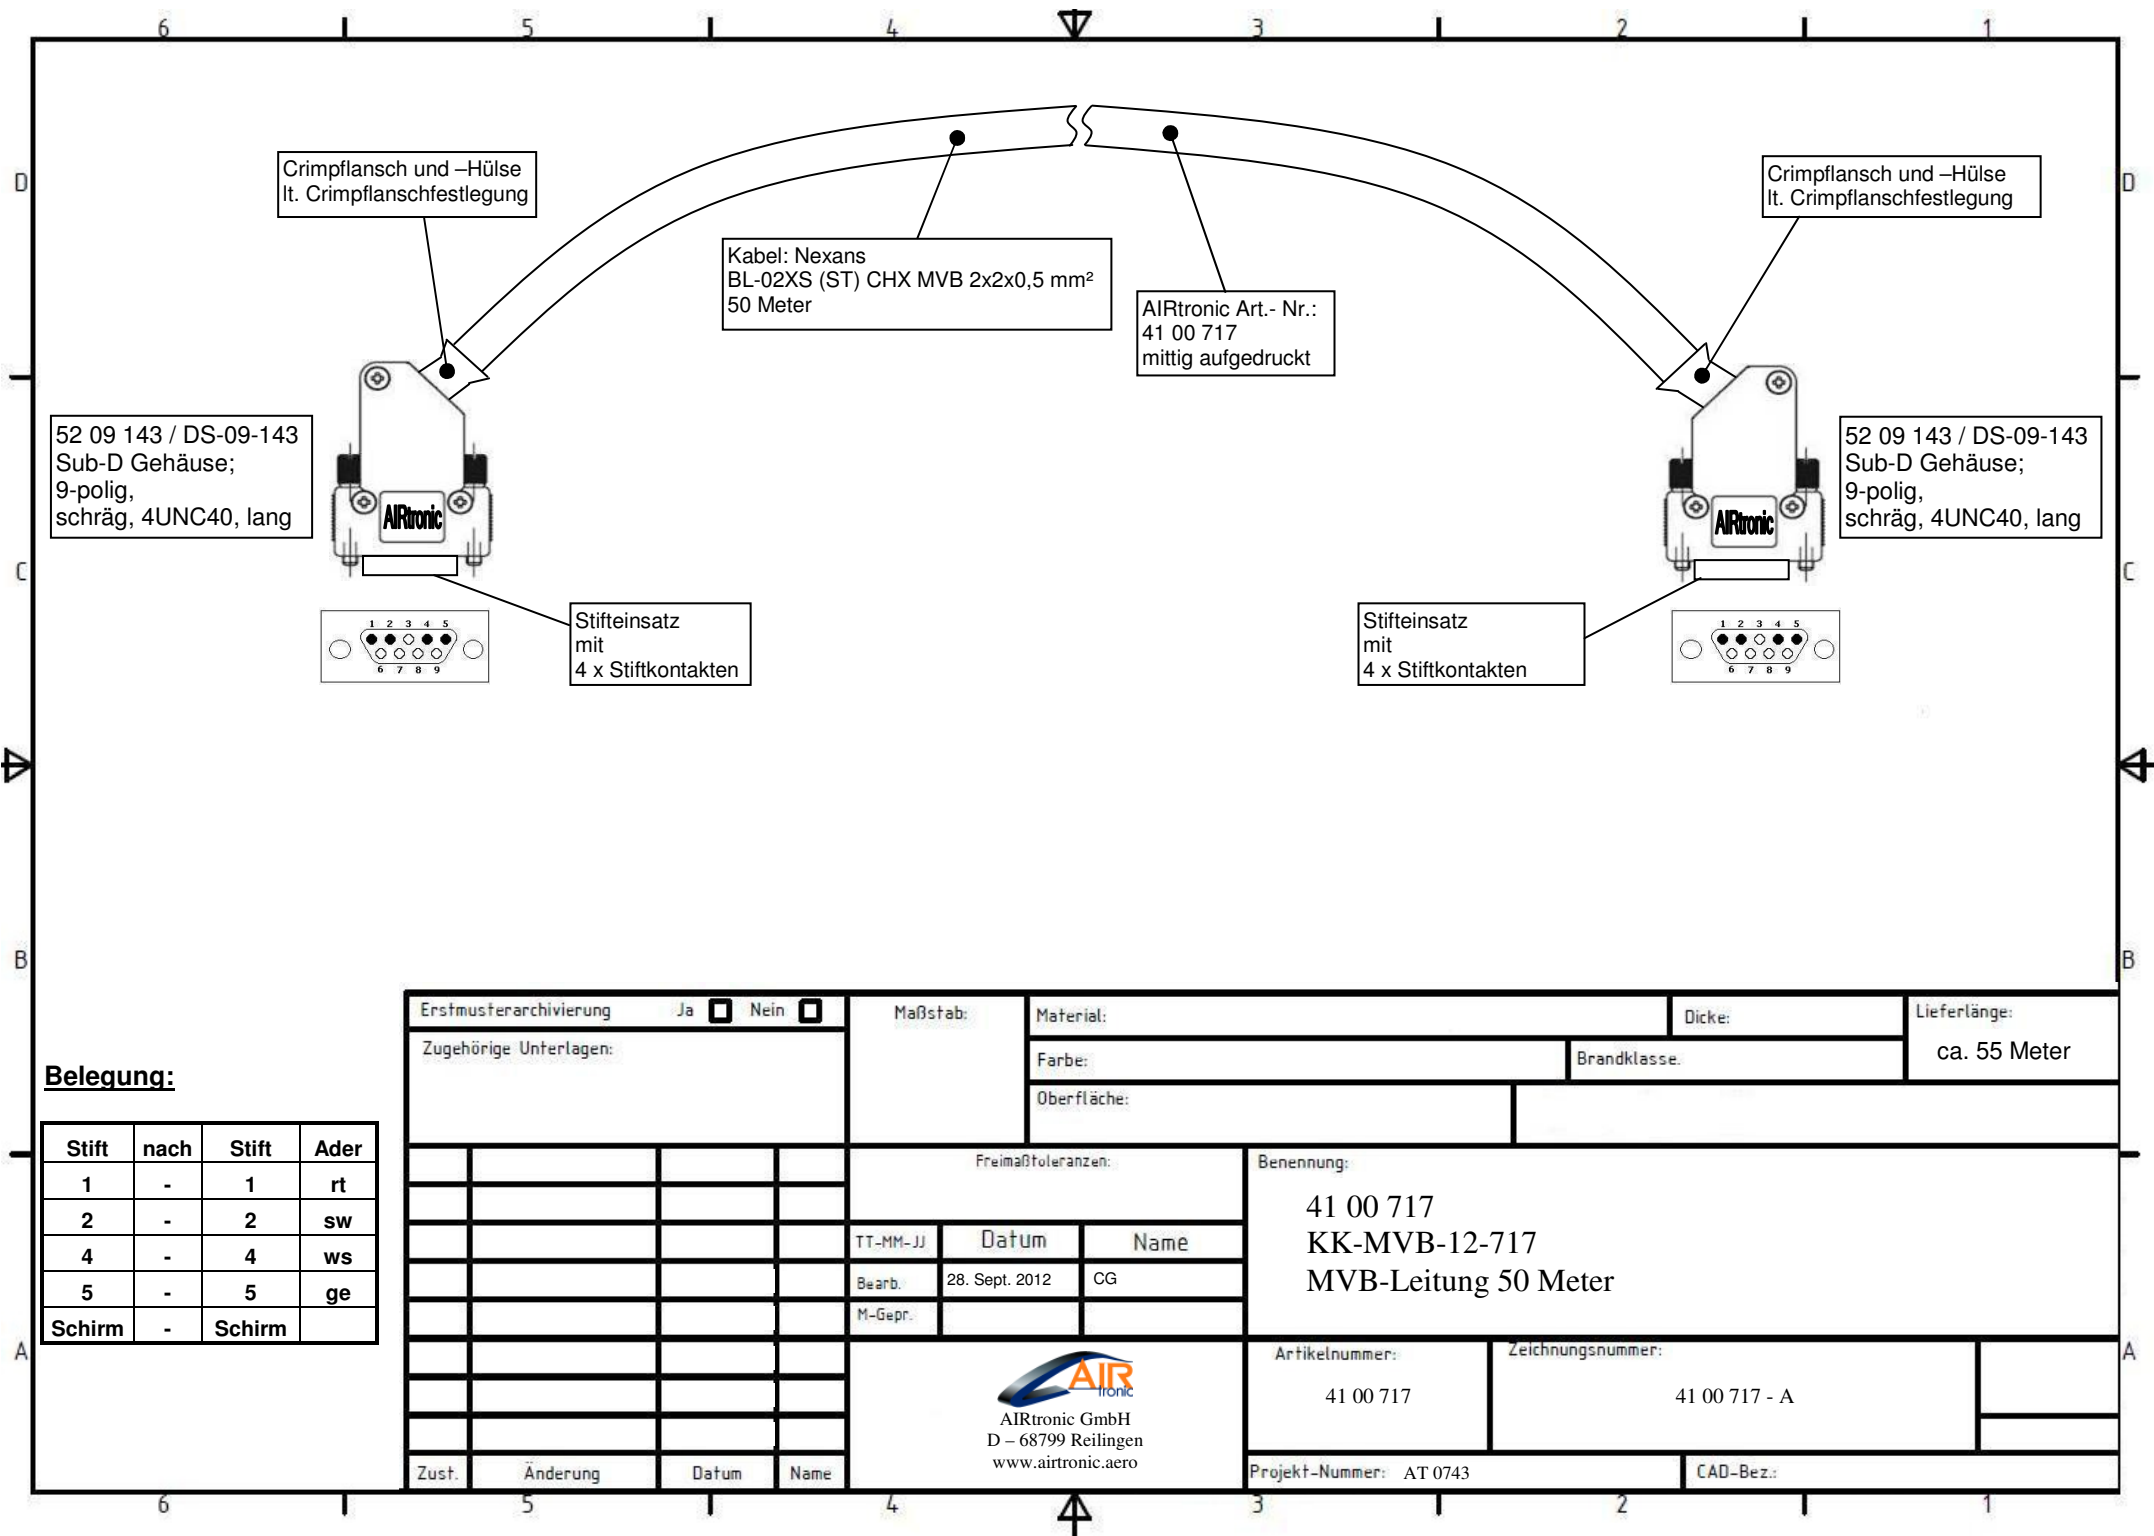 6 5 4 3 2 1
D
D
Crimpflansch und –Hülse
lt. Crimpflanschfestlegung
Crimpflansch und –Hülse
lt. Crimpflanschfestlegung
Kabel: Nexans
BL-02XS (ST) CHX MVB 2x2x0,5 mm²
50 Meter
AIRtronic Art.- Nr.:
41 00 717
mittig aufgedruckt
52 09 143 / DS-09-143
Sub-D Gehäuse;
9-polig,
schräg, 4UNC40, lang
AIRtronic
AIRtronic
52 09 143 / DS-09-143
Sub-D Gehäuse;
9-polig,
schräg, 4UNC40, lang
C
C
Stifteinsatz
mit
4 x Stiftkontakten
Stifteinsatz
mit
4 x Stiftkontakten
1 2 3 4 5
6 7 8 9
1 2 3 4 5
6 7 8 9
B
B
Belegung:
Stift nach Stift Ader
1 - 1 rt
2 - 2 sw
4 - 4 ws
5 - 5 ge
Schirm - Schirm
Erstmusterarchivierung Ja Nein
Zugehörige Unterlagen:
Maßstab:
Material:
Dicke:
Lieferlänge:
ca. 55 Meter
Farbe:
Brandklasse.
Oberfläche:
Freimaßtoleranzen:
Benennung:
41 00 717
KK-MVB-12-717
MVB-Leitung 50 Meter
TT-MM-JJ Datum Name
Bearb. 28. Sept. 2012 CG
M-Gepr.
A
A
AIR
tronic
AIRtronic GmbH
D – 68799 Reilingen
www.airtronic.aero
Artikelnummer:
41 00 717
Zeichnungsnummer:
41 00 717 - A
Zust. Änderung Datum Name
Projekt-Nummer: AT 0743
CAD-Bez.:
6 5 4 3 2 1